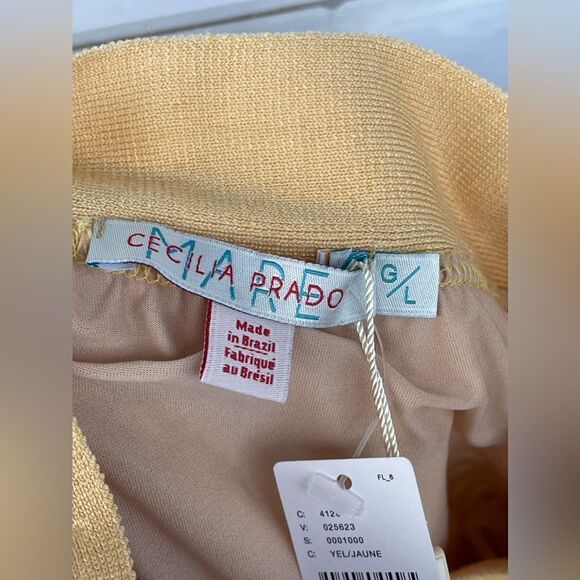 MARE
CECILIA PRADO
G/L
Made
in Brazil
Fabriqué
au Brésil
FL_8
C:
V: 025623
S: 0001000
C: YEL/JAUNE